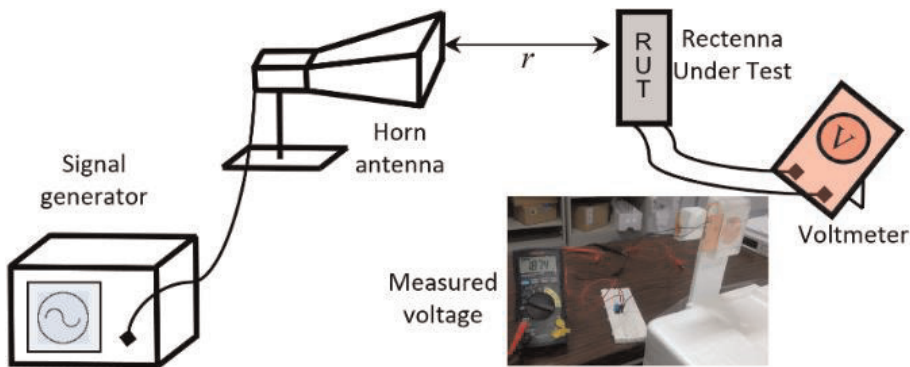 Signal
generator
Horn
antenna
r
R
U
T
Rectenna
Under Test
V
Voltmeter
Measured
voltage